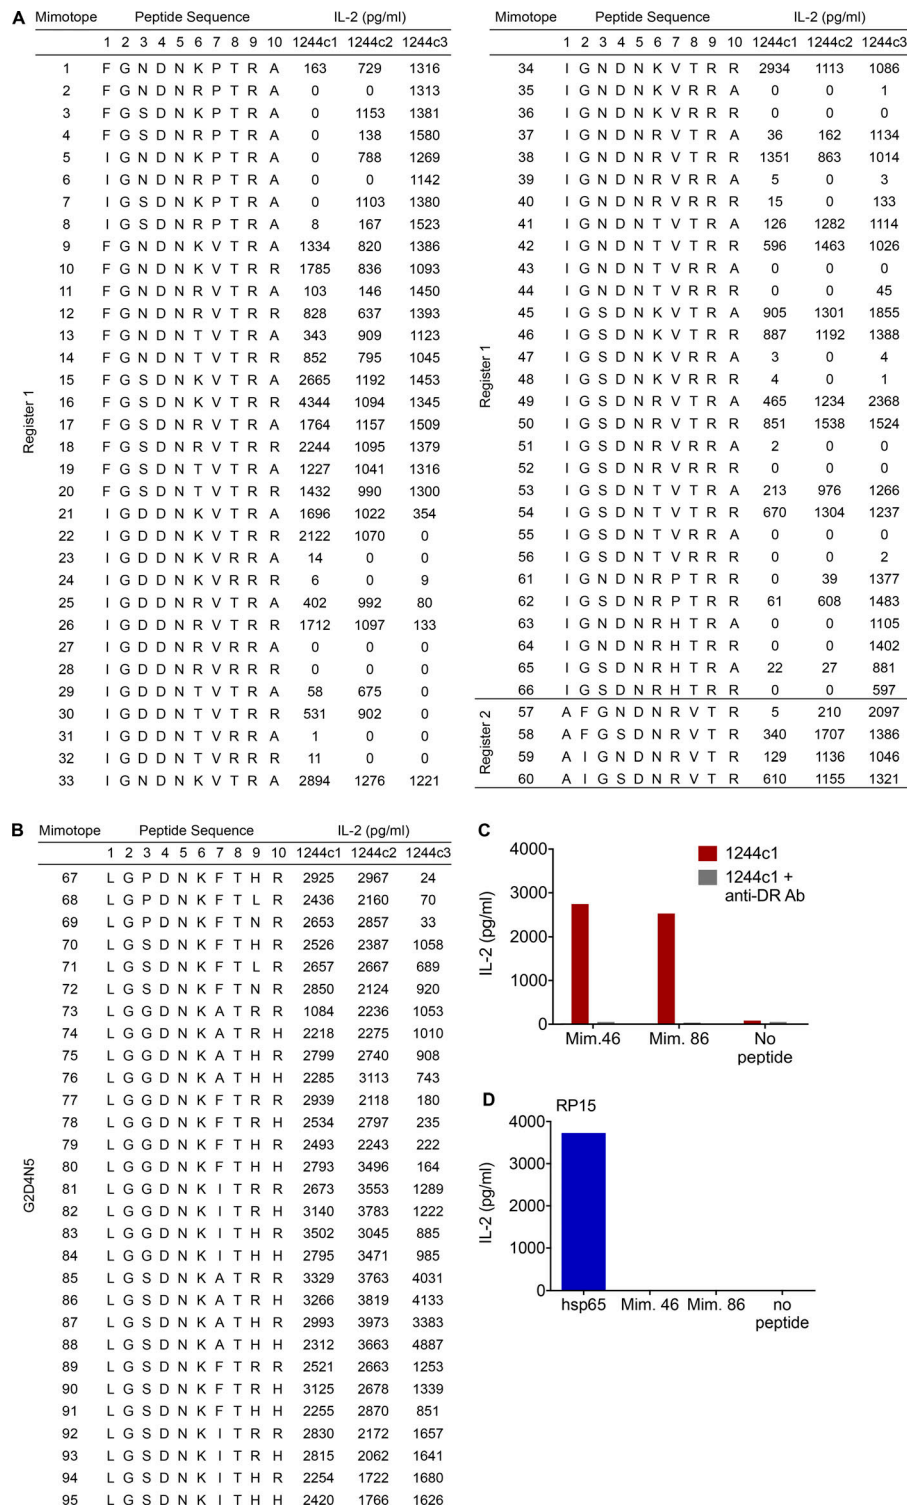 A Mimotope Peptide Sequence IL-2 (pg/ml)
1 2 3 4 5 6 7 8 9 10 1244c1 1244c2 1244c3
Register 1
1 F G N D N K P T R A 163 729 1316
2 F G N D N R P T R A 0 0 1313
3 F G S D N K P T R A 0 1153 1381
4 F G S D N R P T R A 0 138 1580
5 I G N D N K P T R A 0 788 1269
6 I G N D N R P T R A 0 0 1142
7 I G S D N K P T R A 0 1103 1380
8 I G S D N R P T R A 8 167 1523
9 F G N D N K V T R A 1334 820 1386
10 F G N D N K V T R R 1785 836 1093
11 F G N D N R V T R A 103 146 1450
12 F G N D N R V T R R 828 637 1393
13 F G N D N T V T R A 343 909 1123
14 F G N D N T V T R R 852 795 1045
15 F G S D N K V T R A 2665 1192 1453
16 F G S D N K V T R R 4344 1094 1345
17 F G S D N R V T R A 1764 1157 1509
18 F G S D N R V T R R 2244 1095 1379
19 F G S D N T V T R A 1227 1041 1316
20 F G S D N T V T R R 1432 990 1300
21 I G D D N K V T R A 1696 1022 354
22 I G D D N K V T R R 2122 1070 0
23 I G D D N K V R R A 14 0 0
24 I G D D N K V R R R 6 0 9
25 I G D D N R V T R A 402 992 80
26 I G D D N R V T R R 1712 1097 133
27 I G D D N R V R R A 0 0 0
28 I G D D N R V R R R 0 0 0
29 I G D D N T V T R A 58 675 0
30 I G D D N T V T R R 531 902 0
31 I G D D N T V R R A 1 0 0
32 I G D D N T V R R R 11 0 0
33 I G N D N K V T R A 2894 1276 1221
Mimotope Peptide Sequence IL-2 (pg/ml)
1 2 3 4 5 6 7 8 9 10 1244c1 1244c2 1244c3
Register 1
34 I G N D N K V T R R 2934 1113 1086
35 I G N D N K V R R A 0 0 1
36 I G N D N K V R R R 0 0 0
37 I G N D N R V T R A 36 162 1134
38 I G N D N R V T R R 1351 863 1014
39 I G N D N R V R R A 5 0 3
40 I G N D N R V R R R 15 0 133
41 I G N D N T V T R A 126 1282 1114
42 I G N D N T V T R R 596 1463 1026
43 I G N D N T V R R A 0 0 0
44 I G N D N T V R R R 0 0 45
45 I G S D N K V T R A 905 1301 1855
46 I G S D N K V T R R 887 1192 1388
47 I G S D N K V R R A 3 0 4
48 I G S D N K V R R R 4 0 1
49 I G S D N R V T R A 465 1234 2368
50 I G S D N R V T R R 851 1538 1524
51 I G S D N R V R R A 2 0 0
52 I G S D N R V R R R 0 0 0
53 I G S D N T V T R A 213 976 1266
54 I G S D N T V T R R 670 1304 1237
55 I G S D N T V R R A 0 0 0
56 I G S D N T V R R R 0 0 2
61 I G N D N R P T R R 0 39 1377
62 I G S D N R P T R R 61 608 1483
63 I G N D N R H T R A 0 0 1105
64 I G N D N R H T R R 0 0 1402
65 I G S D N R H T R A 22 27 881
66 I G S D N R H T R R 0 0 597
Register 2
57 A F G N D N R V T R 5 210 2097
58 A F G S D N R V T R 340 1707 1386
59 A I G N D N R V T R 129 1136 1046
60 A I G S D N R V T R 610 1155 1321
B Mimotope Peptide Sequence IL-2 (pg/ml)
1 2 3 4 5 6 7 8 9 10 1244c1 1244c2 1244c3
G2D4N5
67 L G P D N K F T H R 2925 2967 24
68 L G P D N K F T L R 2436 2160 70
69 L G P D N K F T N R 2653 2857 33
70 L G S D N K F T H R 2526 2387 1058
71 L G S D N K F T L R 2657 2667 689
72 L G S D N K F T N R 2850 2124 920
73 L G G D N K A T R R 1084 2236 1053
74 L G G D N K A T R H 2218 2275 1010
75 L G G D N K A T H R 2799 2740 908
76 L G G D N K A T H H 2285 3113 743
77 L G G D N K F T R R 2939 2118 180
78 L G G D N K F T R H 2534 2797 235
79 L G G D N K F T H R 2493 2243 222
80 L G G D N K F T H H 2793 3496 164
81 L G G D N K I T R R 2673 3553 1289
82 L G G D N K I T R H 3140 3783 1222
83 L G G D N K I T H R 3502 3045 885
84 L G G D N K I T H H 2795 3471 985
85 L G S D N K A T R R 3329 3763 4031
86 L G S D N K A T R H 3266 3819 4133
87 L G S D N K A T H R 2993 3973 3383
88 L G S D N K A T H H 2312 3663 4887
89 L G S D N K F T R R 2521 2663 1253
90 L G S D N K F T R H 3125 2678 1339
91 L G S D N K F T H H 2255 2870 851
92 L G S D N K I T R R 2830 2172 1657
93 L G S D N K I T R H 2815 2062 1641
94 L G S D N K I T H R 2254 1722 1680
95 L G S D N K I T H H 2420 1766 1626
C
IL-2 (pg/ml)
4000
3000
2000
1000
0
1244c1
1244c1 +
anti-DR Ab
Mim.46 Mim. 86 No
peptide
D RP15
IL-2 (pg/ml)
4000
3000
2000
1000
0
hsp65 Mim. 46 Mim. 86 no
peptide